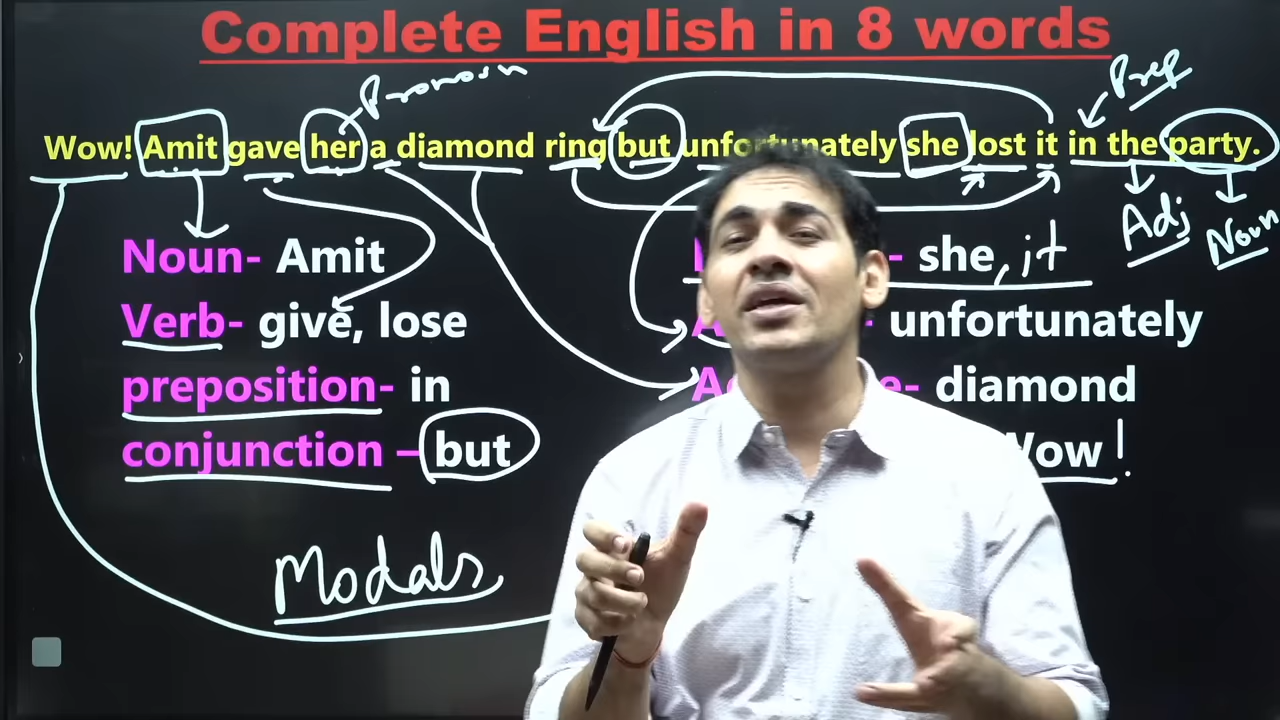 Complete English in 8 words
Pronoun
Prep
Wow! Amit gave her a diamond ring but unfortunately she lost it in the party.
Adj
Noun
Noun- Amit
- she, it
Verb- give, lose
- unfortunately
preposition- in
e- diamond
conjunction – but
Wow!
Modals